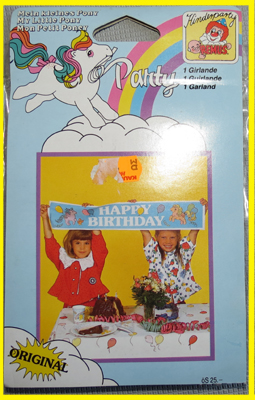 Mein kleines Pony
My Little Pony
Mon Petit Poney
Kinderparty
Party
1 Girlande
1 Guirlande
1 Garland
HAPPY
BIRTHDAY
ORIGINAL
öS 25.-